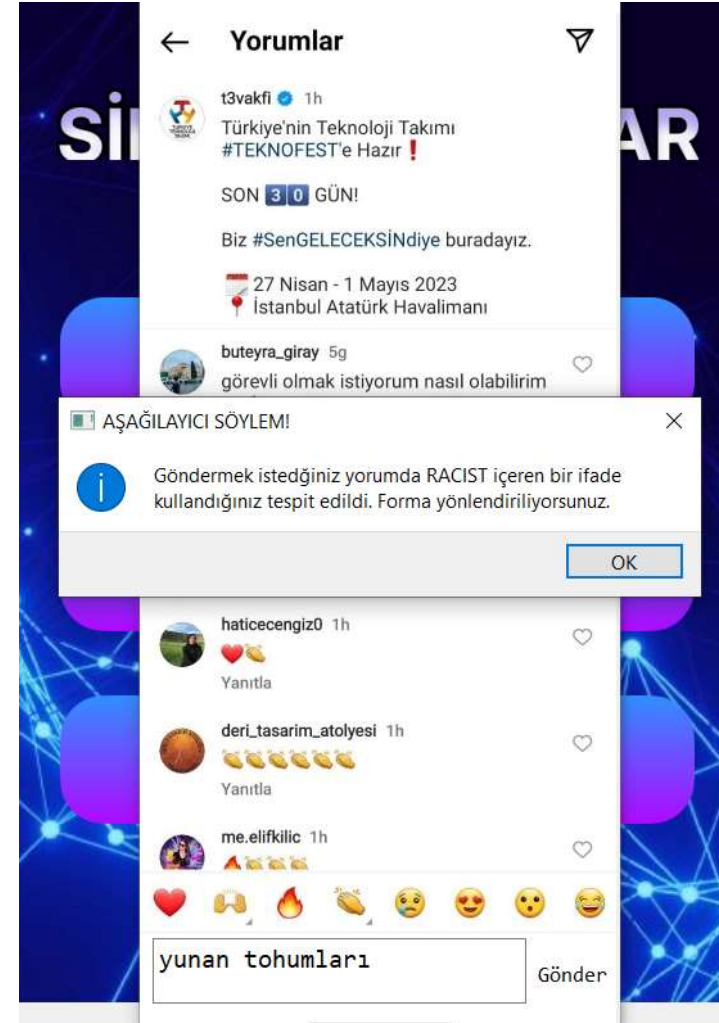 Yorumlar
Sİ
AR
t3vakfi 1h
Türkiye'nin Teknoloji Takımı
#TEKNOFEST'e Hazır❗
SON 3️⃣0️⃣ GÜN!
Biz #SenGELECEKSİNdiye buradayız.
27 Nisan - 1 Mayıs 2023
İstanbul Atatürk Havalimanı
buteyra_giray 5g
görevli olmak istiyorum nasıl olabilirim
AŞAĞILAYICI SÖYLEM!
Göndermek istedğiniz yorumda RACIST içeren bir ifade
kullandığınız tespit edildi. Forma yönlendiriliyorsunuz.
OK
haticecengiz0 1h
❤️👏
Yanıtla
deri_tasarim_atolyesi 1h
👏👏👏👏👏👏
Yanıtla
me.elifkilic 1h
🔥👏👏👏
❤️ 🙌 🔥 👏 😢 😍 😮 😂
yunan tohumları
Gönder